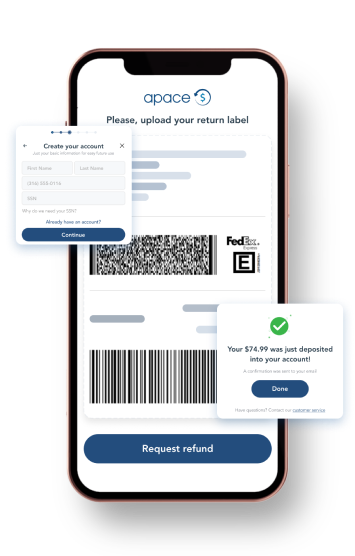 apace
Please, upload your return label
Create your account
Just your basic information for easy future use
First Name Last Name
(316) 555-0116
SSN
Why do we need your SSN?
Already have an account?
Continue
FedEx
Express
E
Your $74.99 was just deposited
into your account!
A confirmation was sent to your email
Done
Have questions? Contact our customer service
Request refund